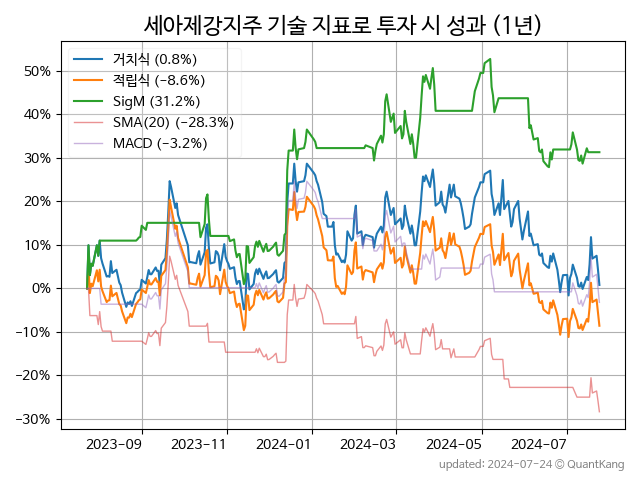 세아제강지주 기술 지표로 투자 시 성과 (1년)
거치식 (0.8%)
적립식 (−8.6%)
SigM (31.2%)
SMA(20) (−28.3%)
MACD (−3.2%)
50%
40%
30%
20%
10%
0%
−10%
−20%
−30%
2023-09 2023-11 2024-01 2024-03 2024-05 2024-07
updated: 2024-07-24 © QuantKang